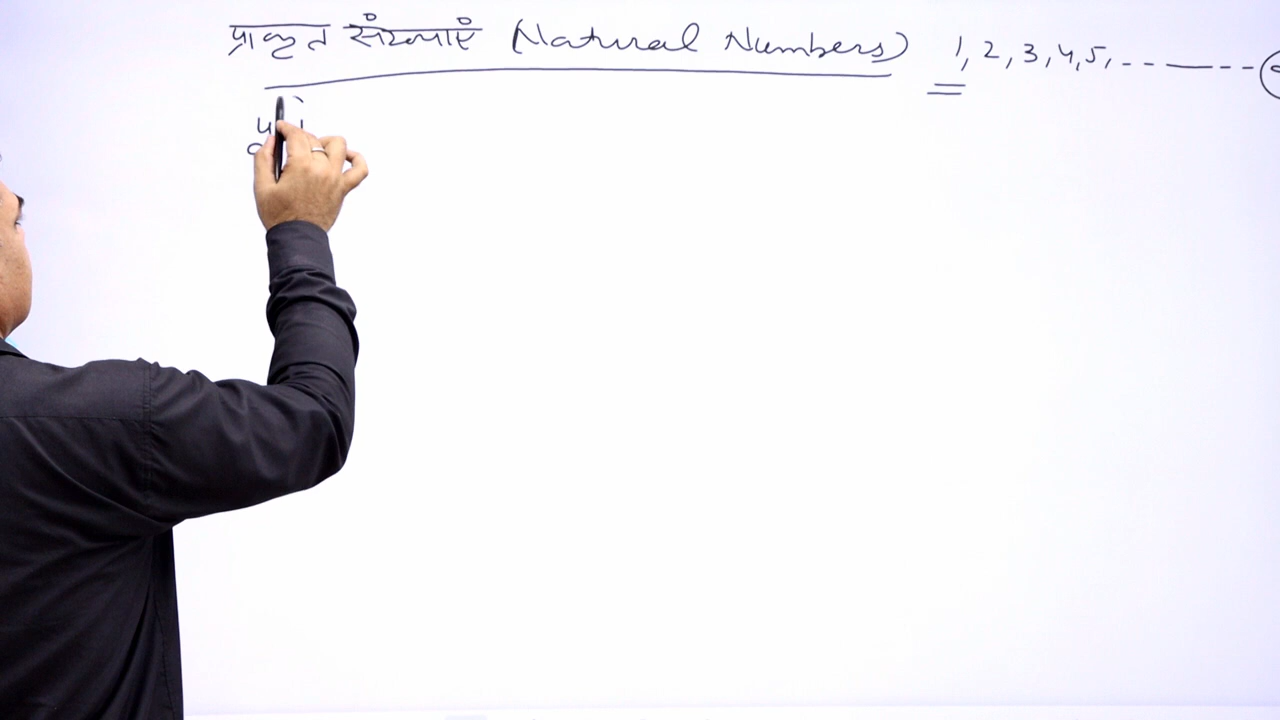 प्राकृत संख्याएं (Natural Numbers) 1, 2, 3, 4, 5, - - — - - -